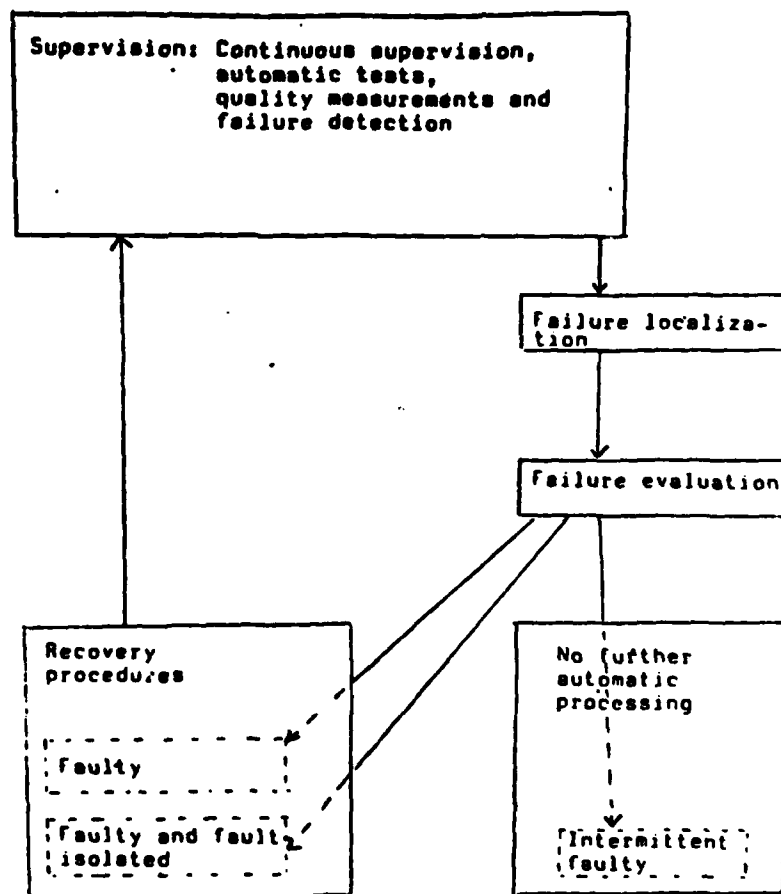 Supervision: Continuous supervision,
automatic tests,
quality measurements and
failure detection
Failure localiza-
tion
Failure evaluation
Recovery
procedures
Faulty
Faulty and fault
isolated
No further
automatic
processing
Intermittent
faulty